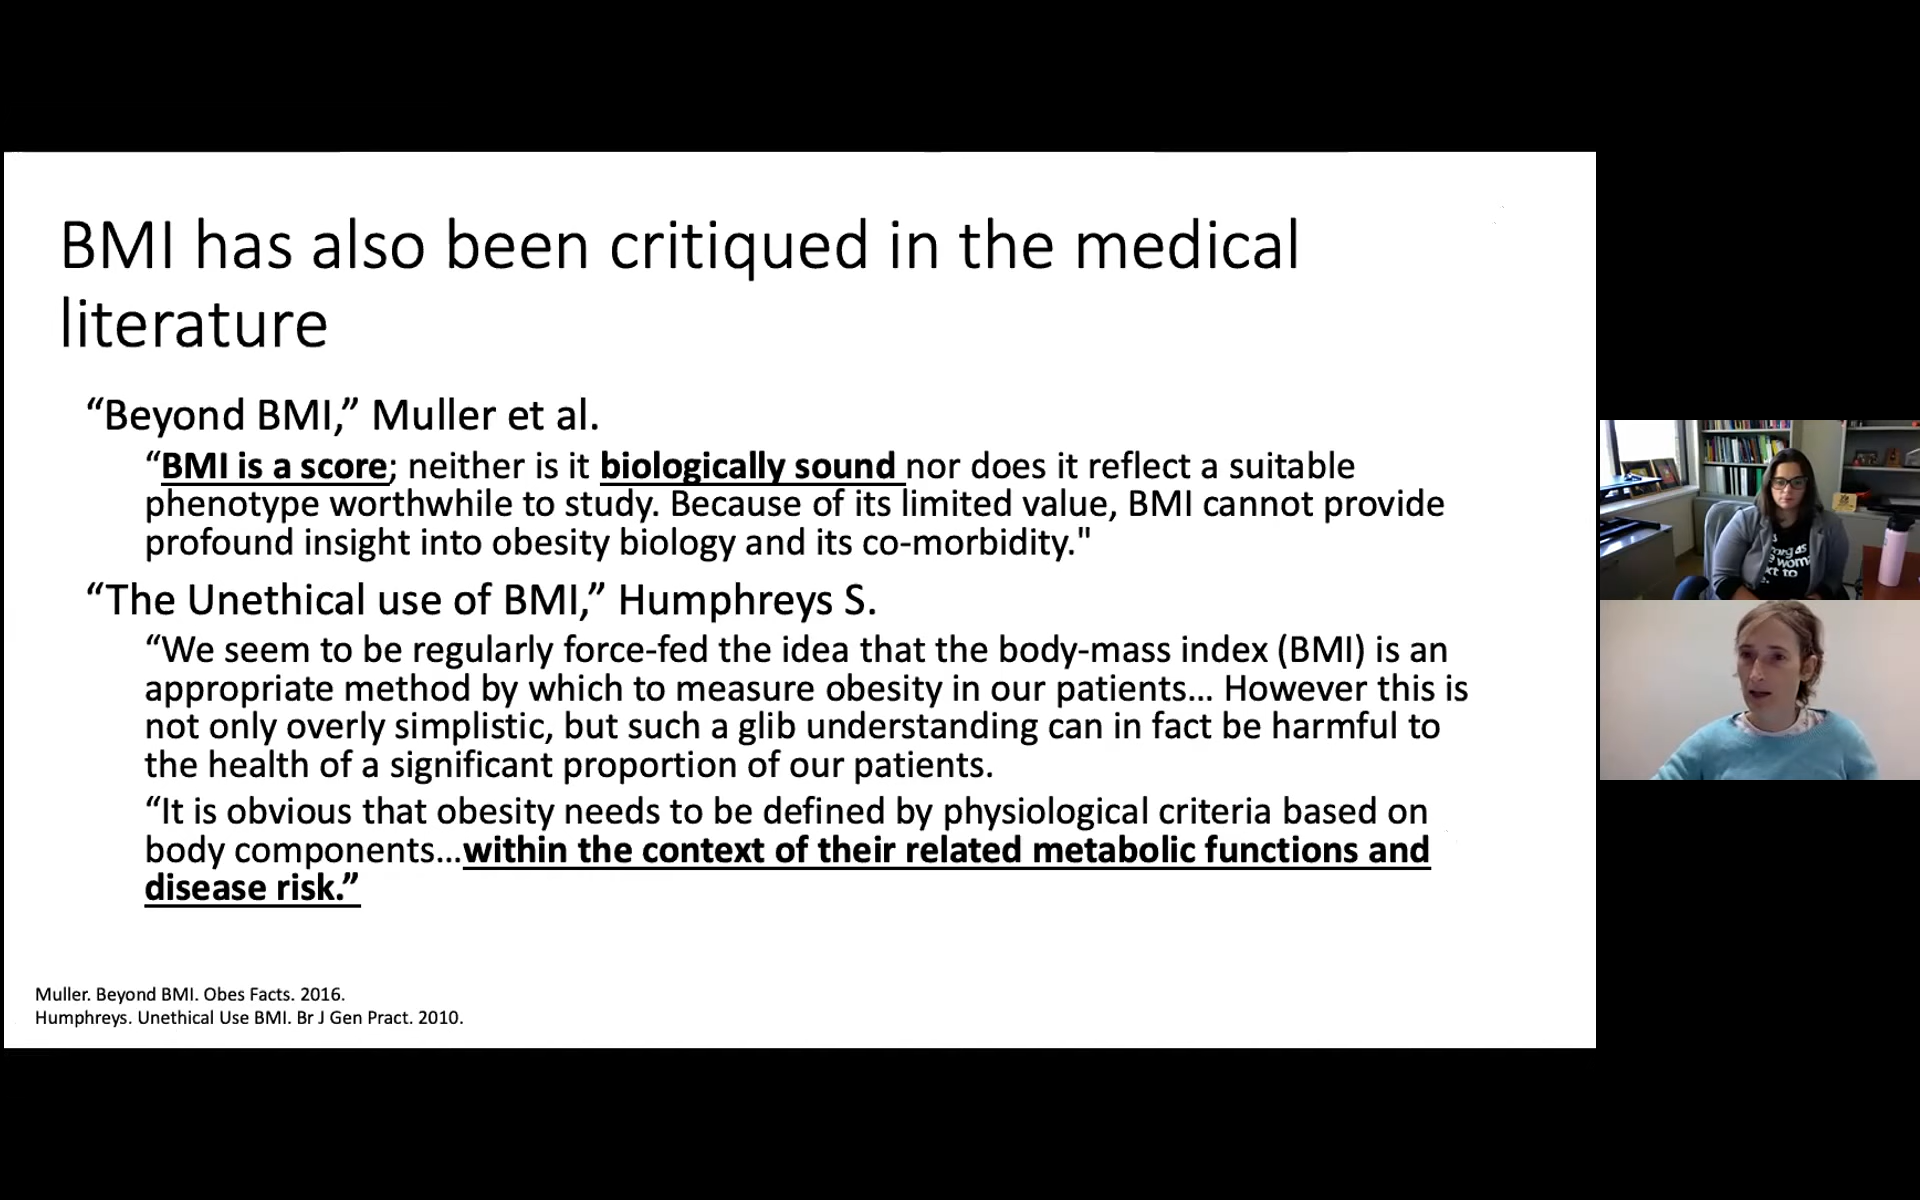 BMI has also been critiqued in the medical
literature
“Beyond BMI,” Muller et al.
“BMI is a score; neither is it biologically sound nor does it reflect a suitable
phenotype worthwhile to study. Because of its limited value, BMI cannot provide
profound insight into obesity biology and its co-morbidity."
“The Unethical use of BMI,” Humphreys S.
“We seem to be regularly force-fed the idea that the body-mass index (BMI) is an
appropriate method by which to measure obesity in our patients... However this is
not only overly simplistic, but such a glib understanding can in fact be harmful to
the health of a significant proportion of our patients.
“It is obvious that obesity needs to be defined by physiological criteria based on
body components...within the context of their related metabolic functions and
disease risk.”
Muller. Beyond BMI. Obes Facts. 2016.
Humphreys. Unethical Use BMI. Br J Gen Pract. 2010.
as
wom
xt to